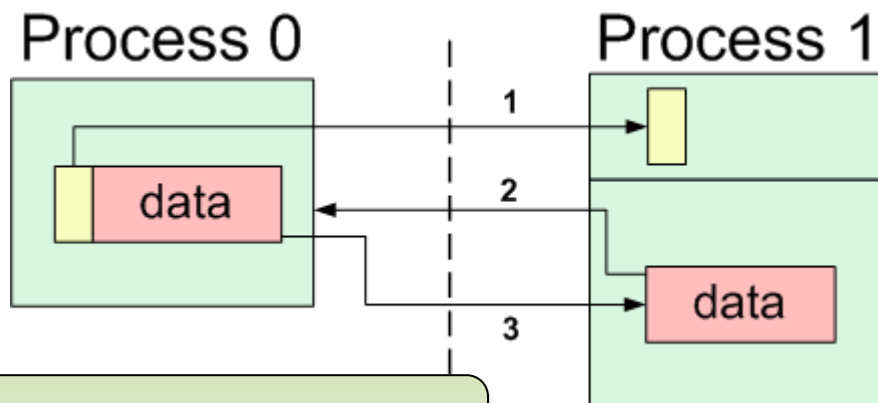 Process 0
Process 1
1
data
2
data
3